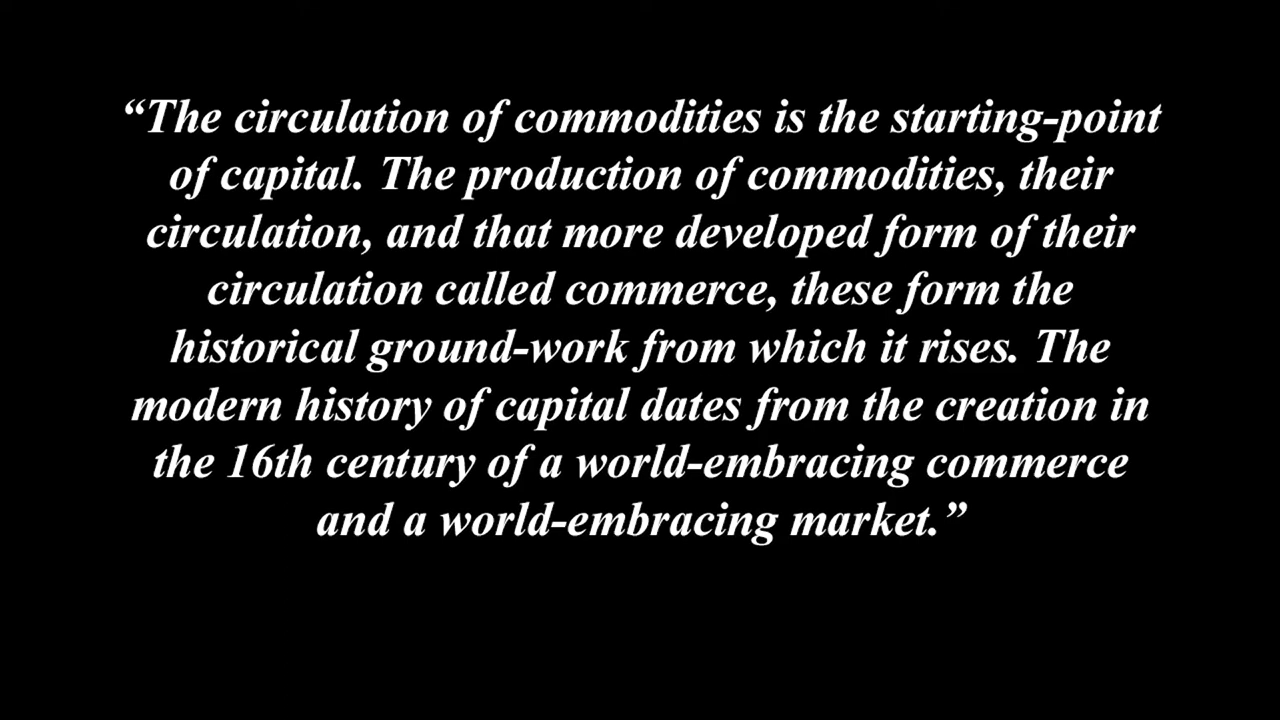 “The circulation of commodities is the starting-point
of capital. The production of commodities, their
circulation, and that more developed form of their
circulation called commerce, these form the
historical ground-work from which it rises. The
modern history of capital dates from the creation in
the 16th century of a world-embracing commerce
and a world-embracing market.”